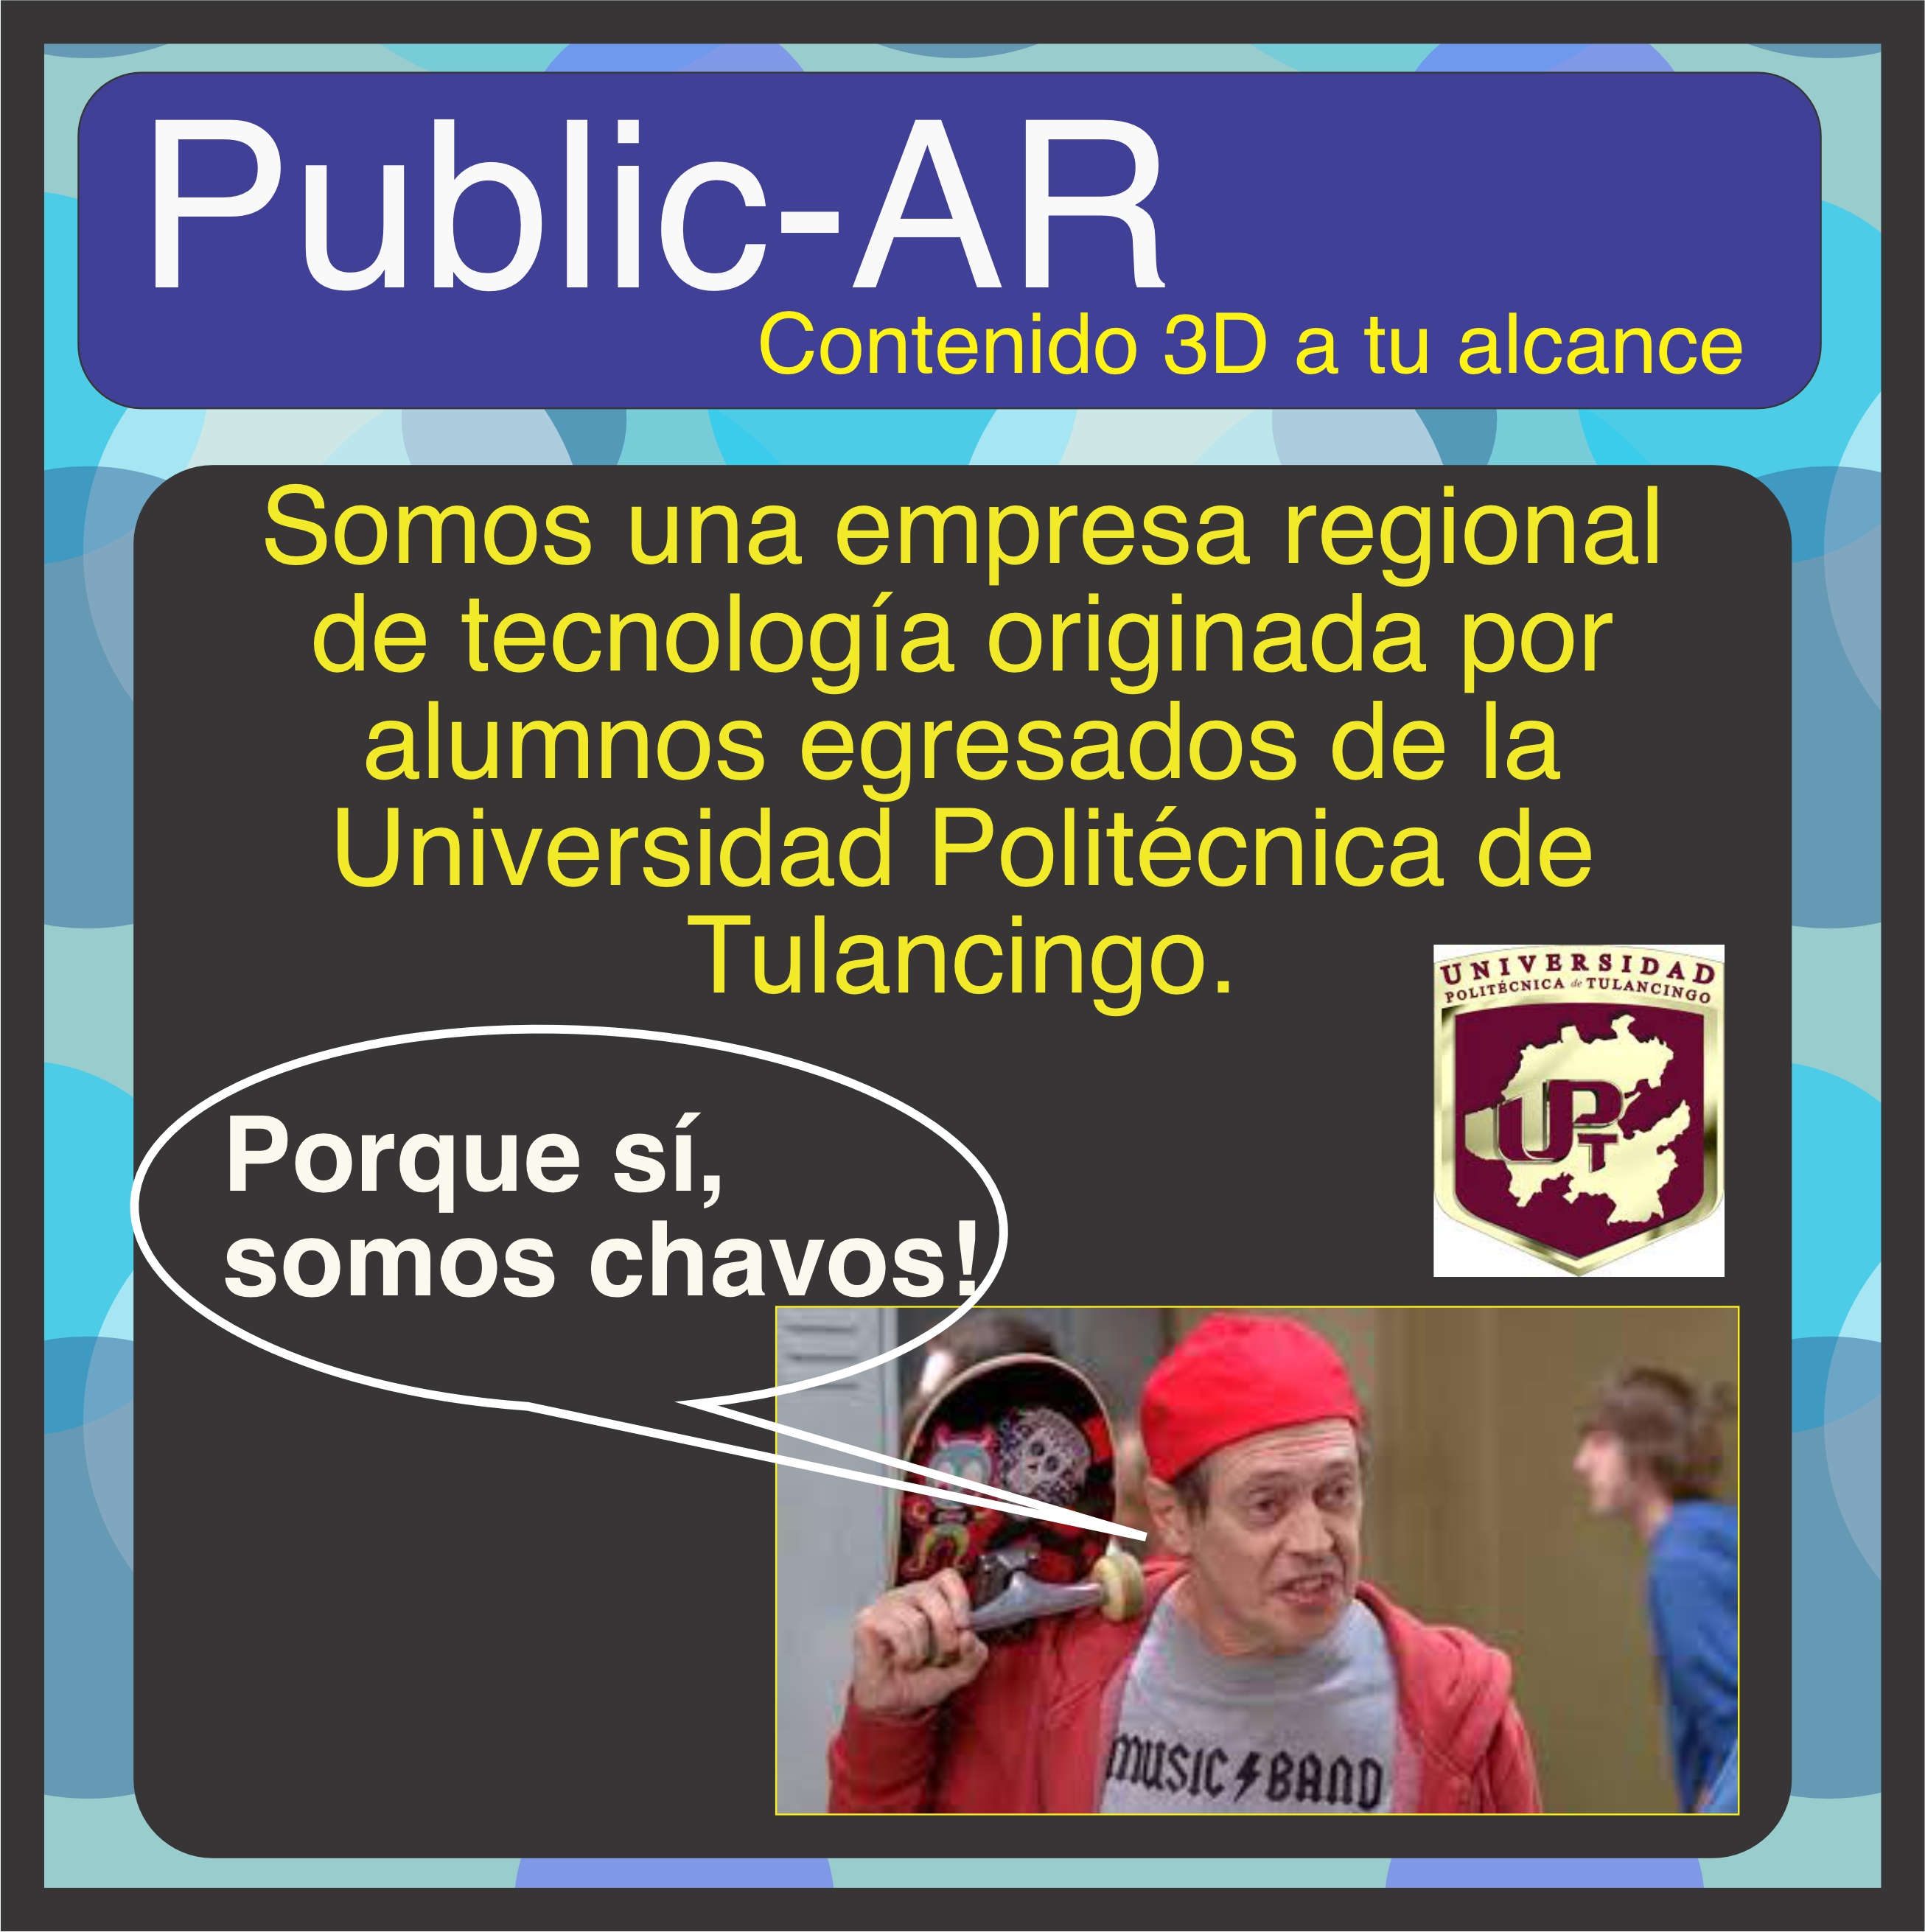 Public-AR
Contenido 3D a tu alcance
Somos una empresa regional
de tecnología originada por
alumnos egresados de la
Universidad Politécnica de
Tulancingo.
UNIVERSIDAD
POLITÉCNICA de TULANCINGO
UPT
Porque sí,
somos chavos!
MUSIC BAND